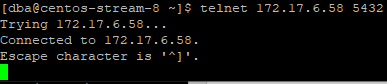 [dba@centos-stream-8 ~]$ telnet 172.17.6.58 5432
Trying 172.17.6.58...
Connected to 172.17.6.58.
Escape character is '^]'.